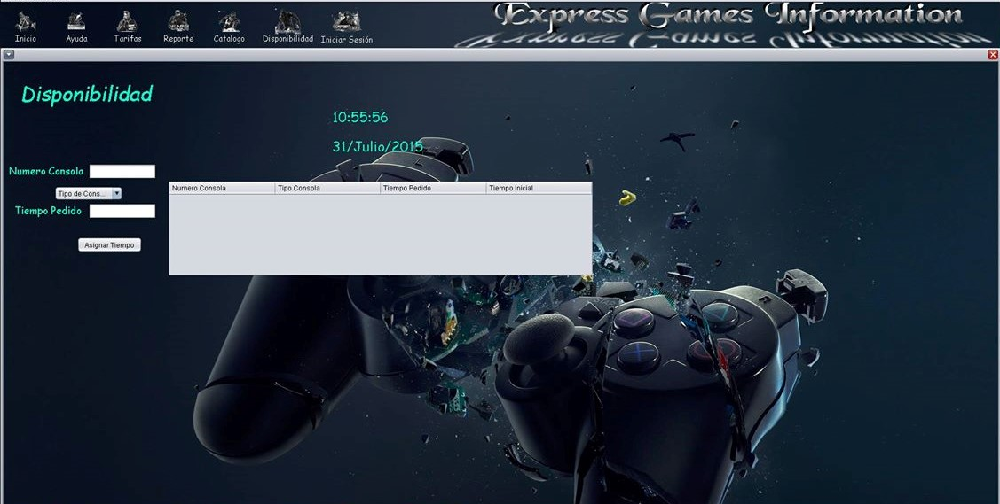 Express Games Information
Inicio Ayuda Tarifas Reporte Catalogo Disponibilidad Iniciar Sesión
Disponibilidad
10:55:56
31/Julio/2015
Numero Consola
Tipo de Cons...
Tiempo Pedido
Asignar Tiempo
Numero Consola Tipo Consola Tiempo Pedido Tiempo Inicial